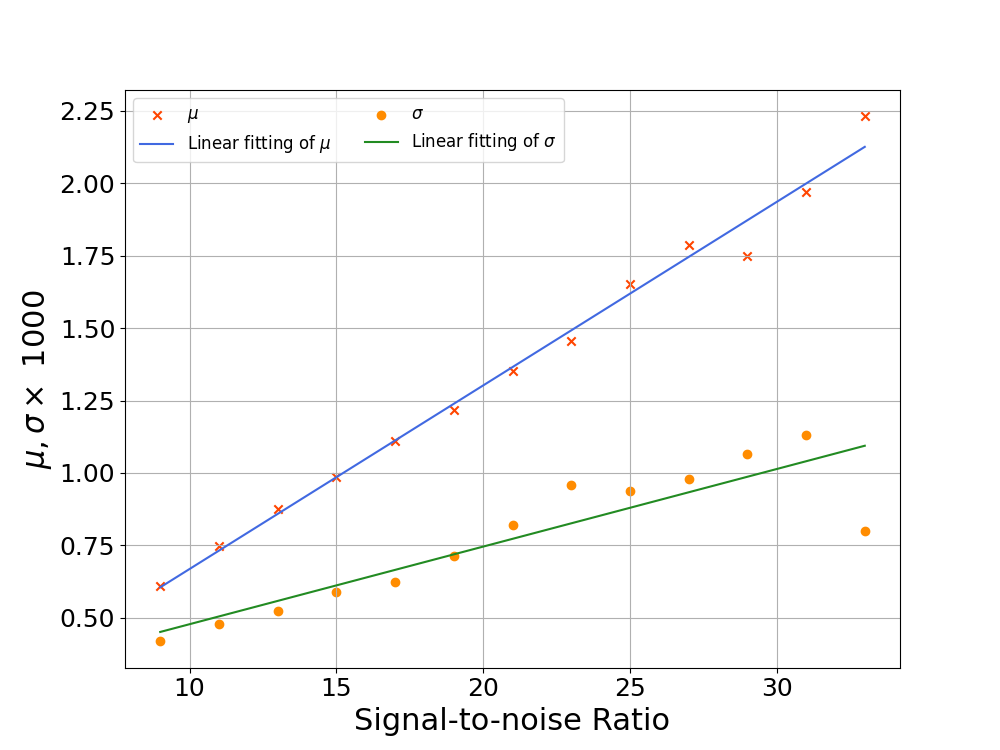 μ
σ
Linear fitting of μ
Linear fitting of σ
2.25
2.00
1.75
1.50
1.25
1.00
0.75
0.50
μ, σ × 1000
10
15
20
25
30
Signal-to-noise Ratio